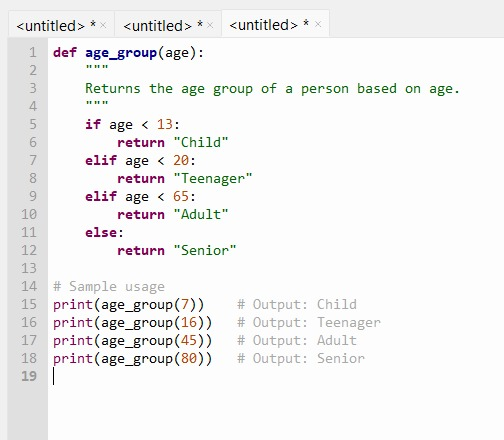 <untitled> * × <untitled> * × <untitled> * ×
1 def age_group(age):
2     """
3     Returns the age group of a person based on age.
4     """
5     if age < 13:
6         return "Child"
7     elif age < 20:
8         return "Teenager"
9     elif age < 65:
10         return "Adult"
11     else:
12         return "Senior"
13
14 # Sample usage
15 print(age_group(7))    # Output: Child
16 print(age_group(16))   # Output: Teenager
17 print(age_group(45))   # Output: Adult
18 print(age_group(80))   # Output: Senior
19